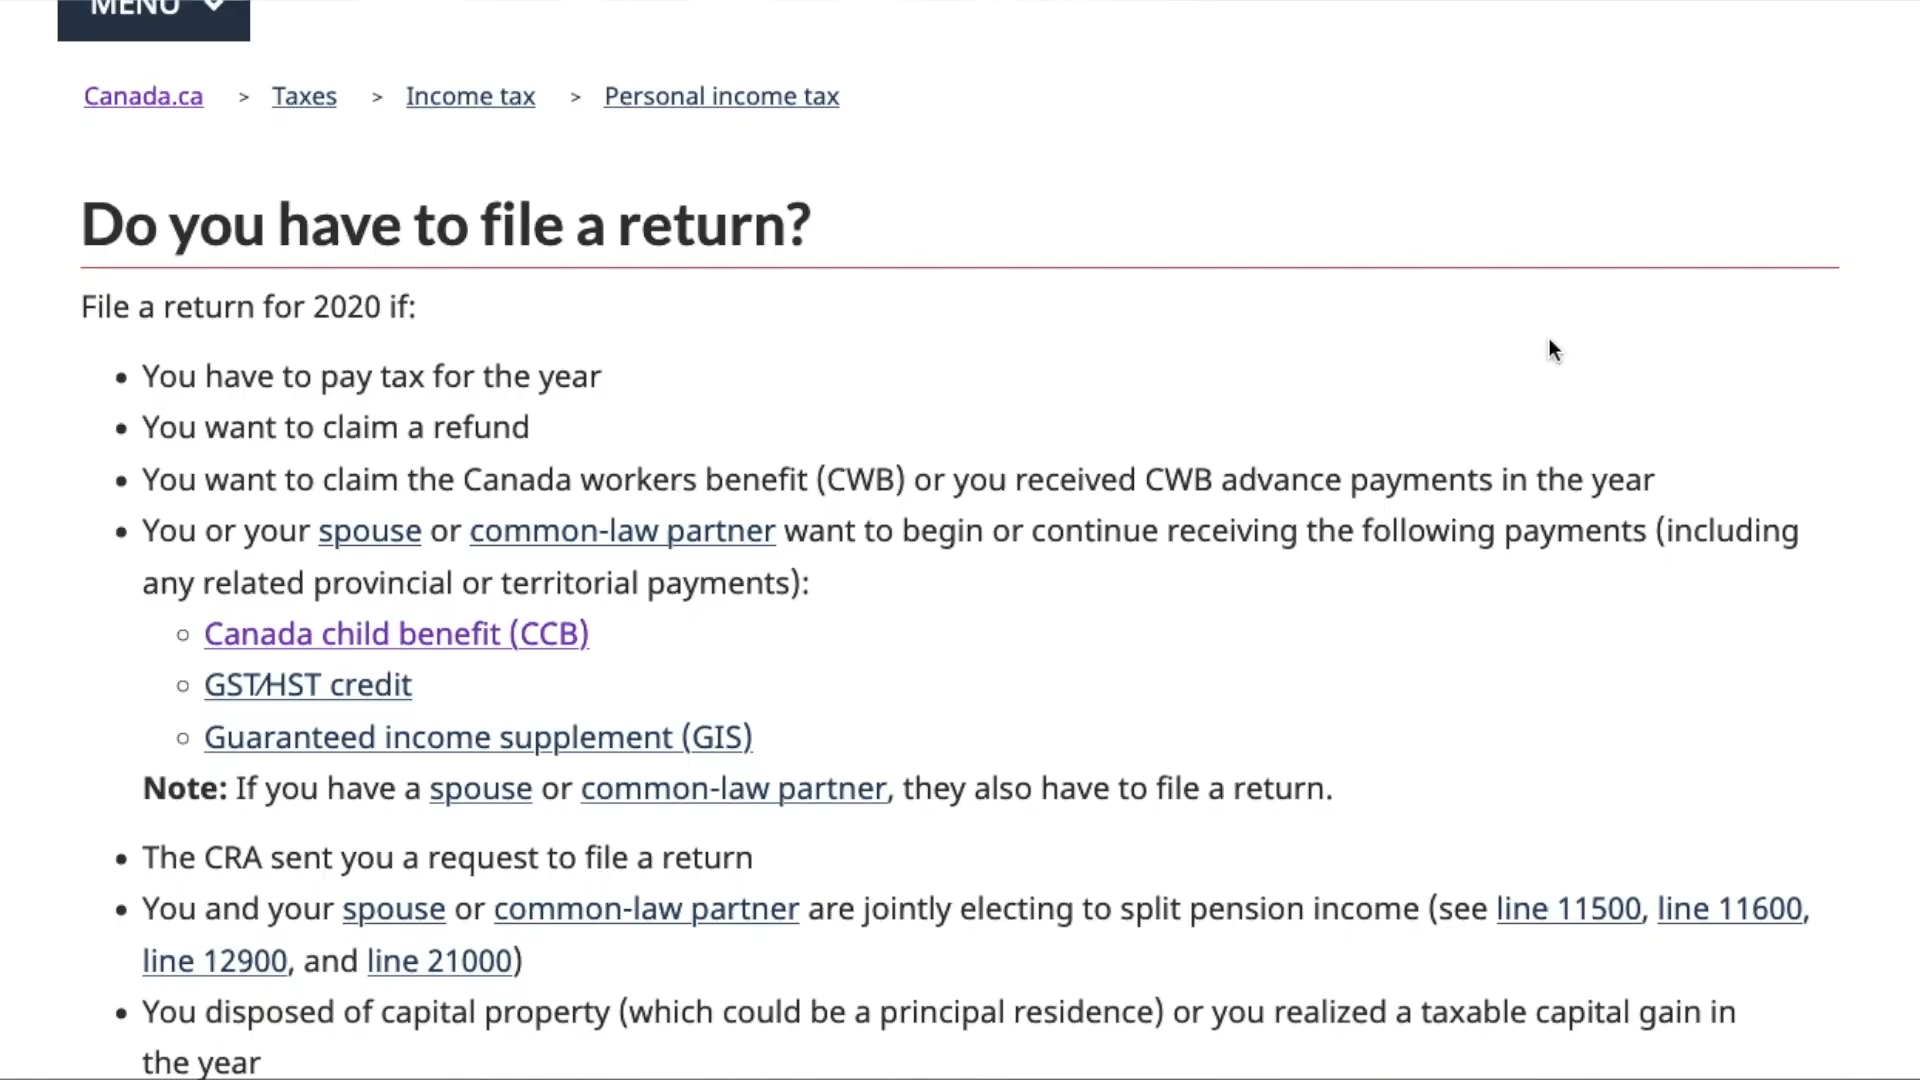 MENU
Canada.ca > Taxes > Income tax > Personal income tax
Do you have to file a return?
File a return for 2020 if:
• You have to pay tax for the year
• You want to claim a refund
• You want to claim the Canada workers benefit (CWB) or you received CWB advance payments in the year
• You or your spouse or common-law partner want to begin or continue receiving the following payments (including
any related provincial or territorial payments):
○ Canada child benefit (CCB)
○ GST/HST credit
○ Guaranteed income supplement (GIS)
Note: If you have a spouse or common-law partner, they also have to file a return.
• The CRA sent you a request to file a return
• You and your spouse or common-law partner are jointly electing to split pension income (see line 11500, line 11600,
line 12900, and line 21000)
• You disposed of capital property (which could be a principal residence) or you realized a taxable capital gain in
the year